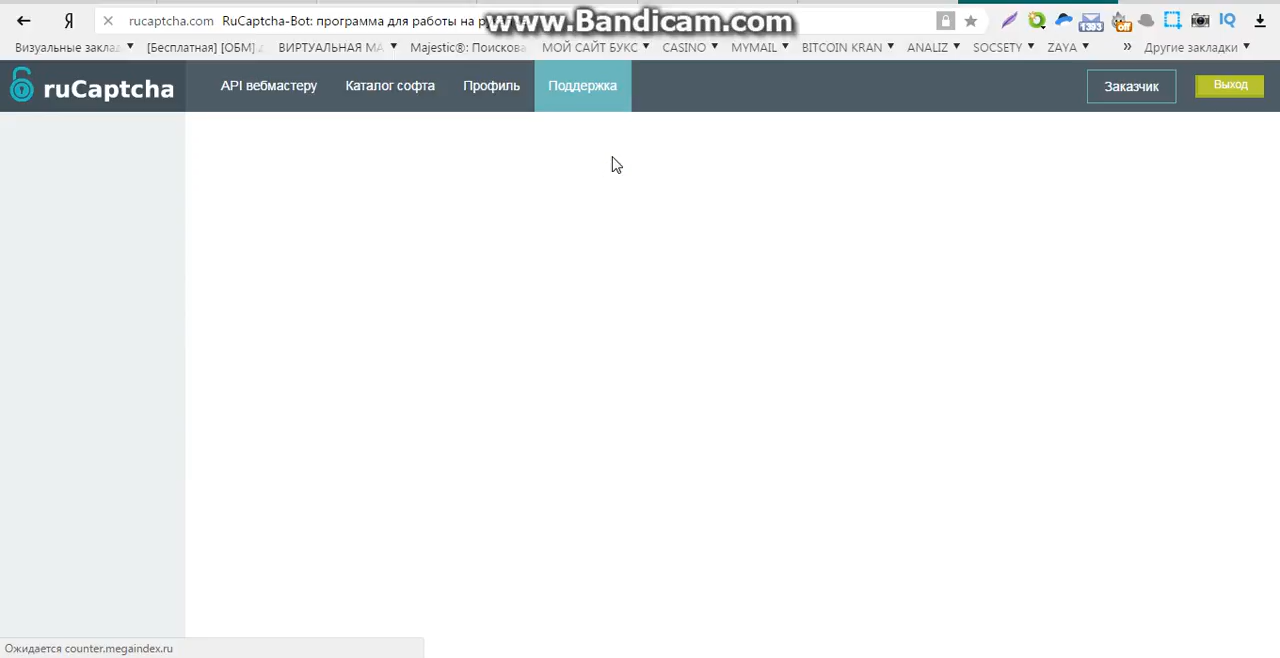 www.Bandicam.com
Я rucaptcha.com RuCaptcha-Bot: программа для работы на
Визуальные заклад [Бесплатная] [ОБМ] ВИРТУАЛЬНАЯ МА Majestic®: Поискова МОЙ САЙТ БУКС CASINO MYMAIL BITCOIN KRAN ANALIZ SOCSETY ZAYA » Другие закладки
ruCaptcha API вебмастеру Каталог софта Профиль Поддержка Заказчик Выход
Ожидается counter.megaindex.ru